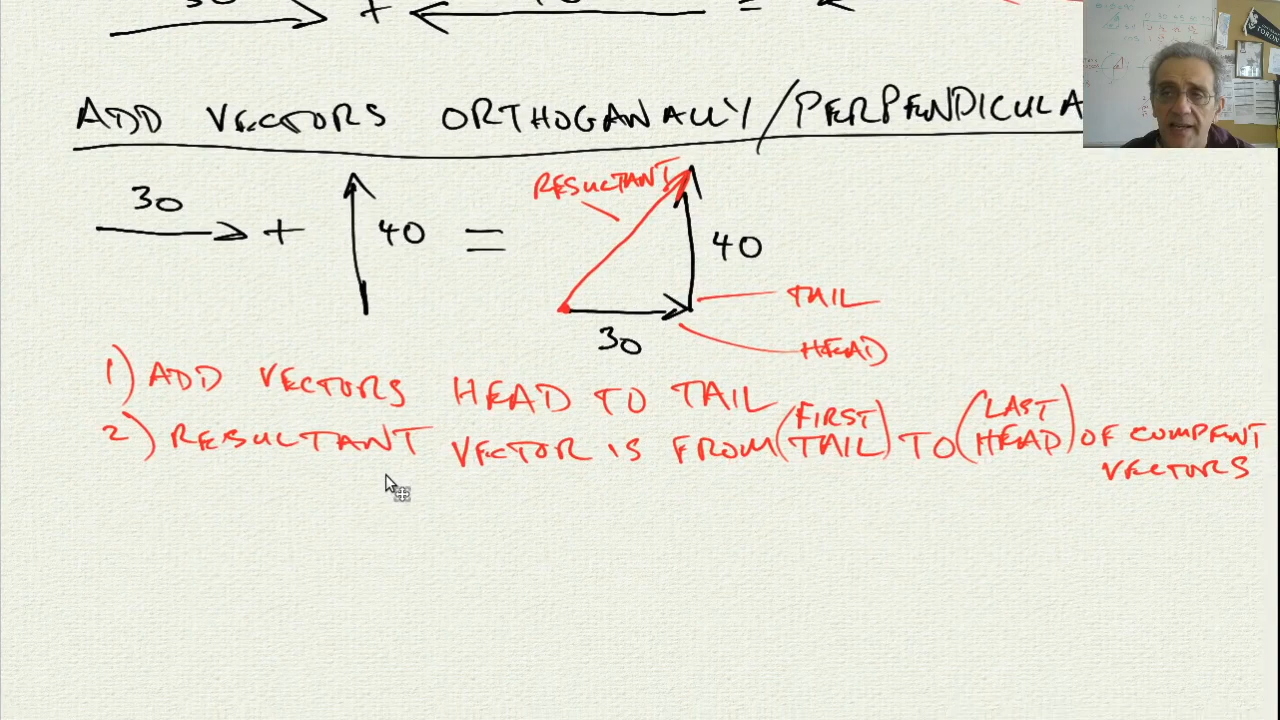 + =
ADD VECTORS ORTHOGANALLY/PERPENDICULA
30 + 40 =
RESULTANT
40
TAIL
30
HEAD
1) ADD VECTORS HEAD TO TAIL
2) RESULTANT VECTOR IS FROM (FIRST TAIL) TO (LAST HEAD) OF COMPENT VECTORS